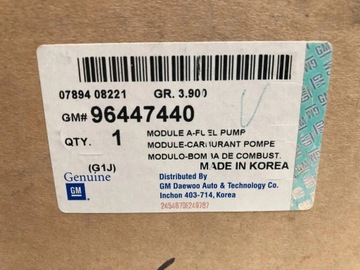 07894 08221 GR. 3.900
GM# 96447440
QTY. 1 MODULE A-FUEL PUMP
MODULE-CARBURANT POMPE
MODULO-BOMBA DE COMBUST.
(G1J) MADE IN KOREA
Genuine
GM
Distributed By
GM Daewoo Auto & Technology Co.
Inchon 403-714, Korea